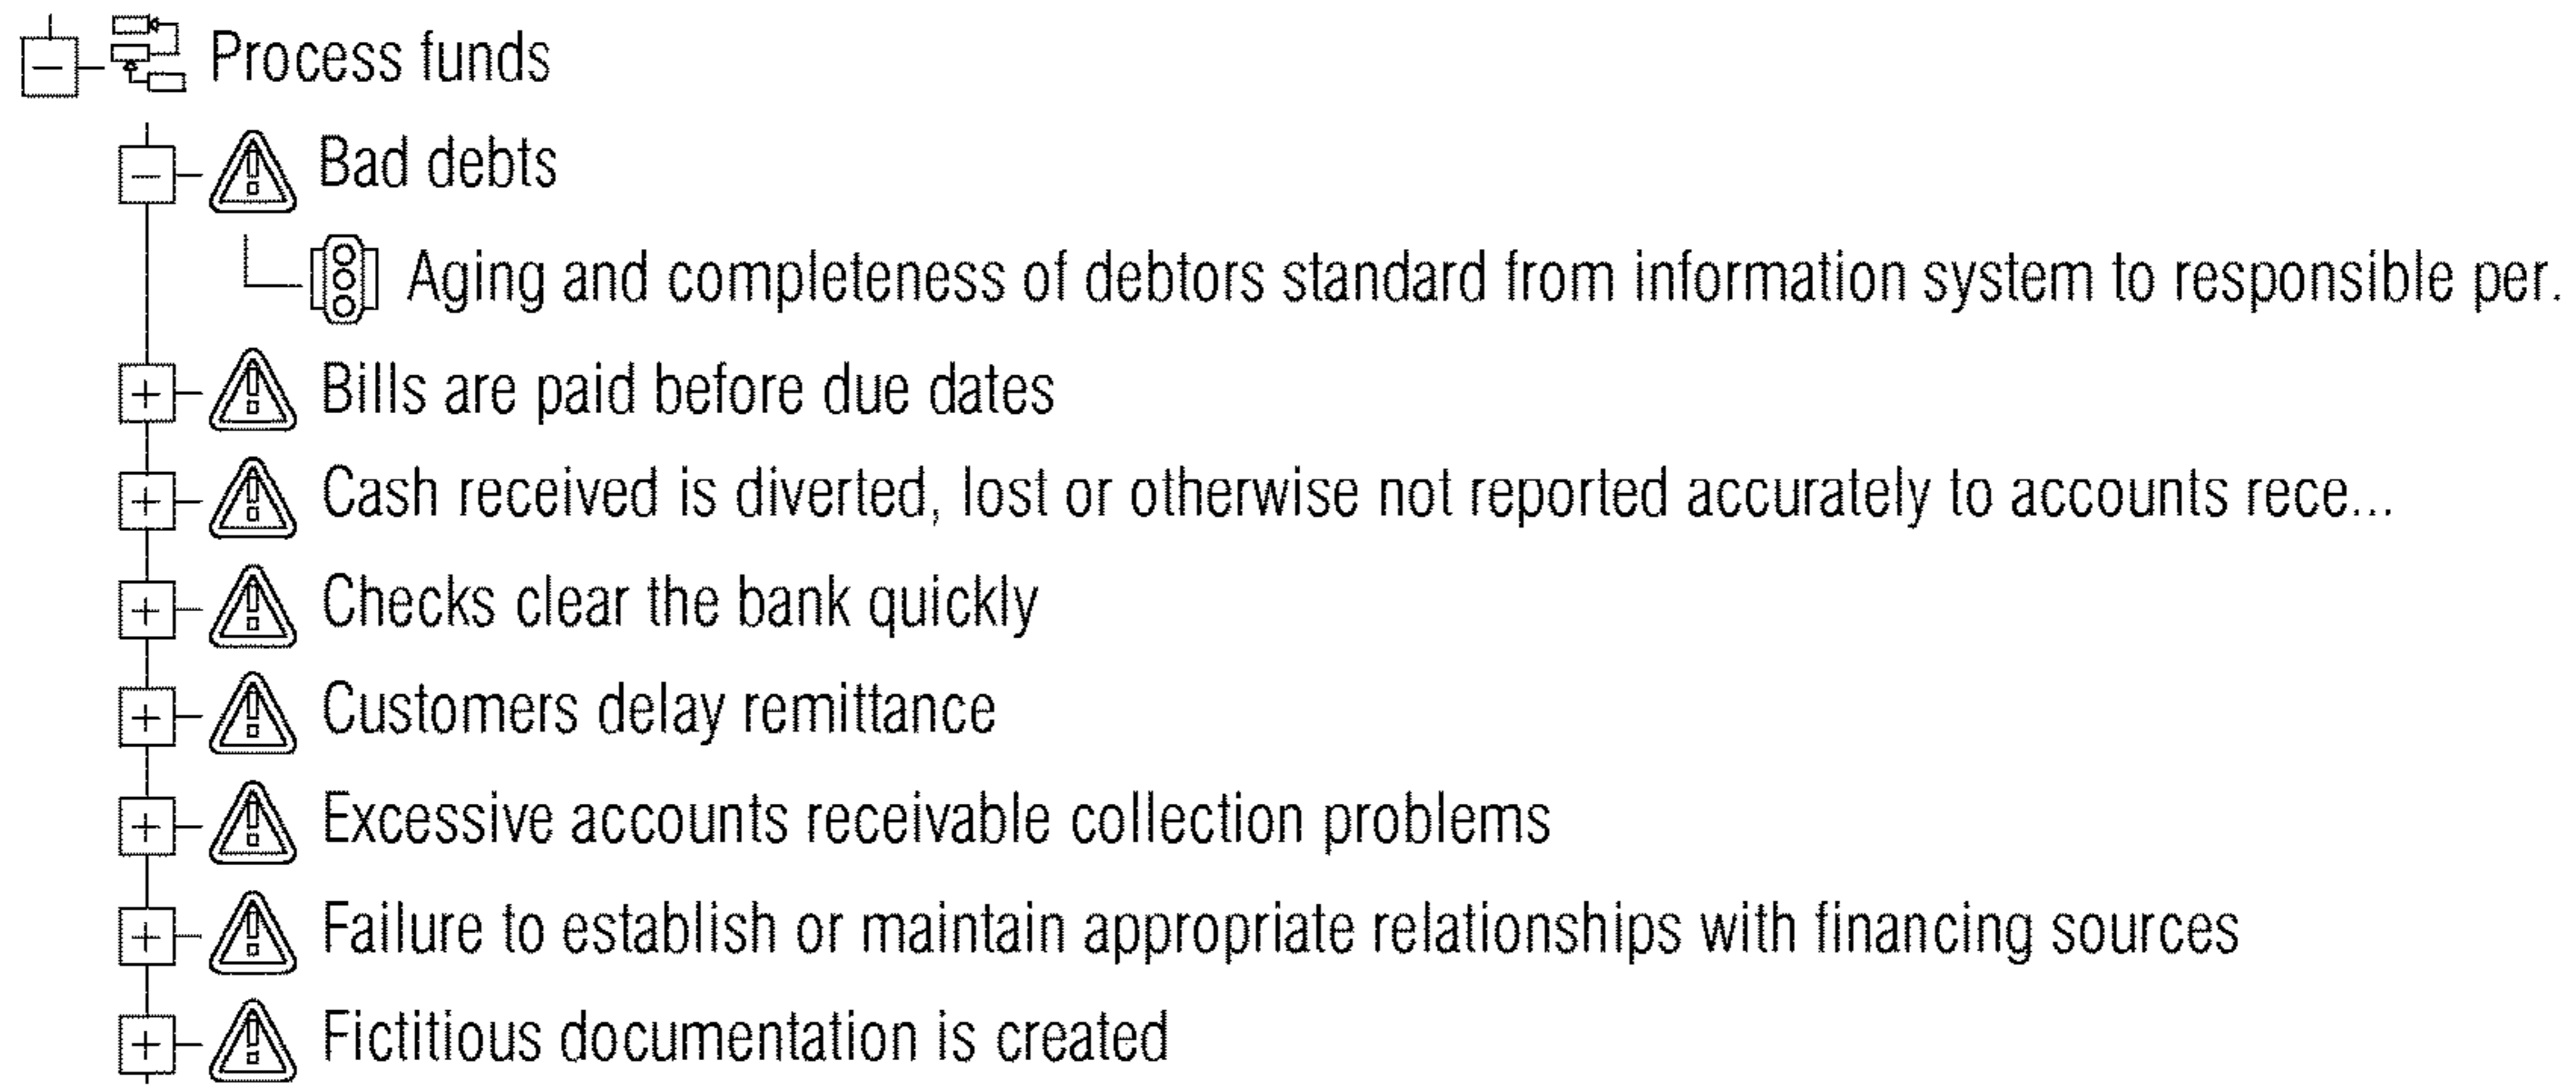 Process funds
Bad debts
Aging and completeness of debtors standard from information system to responsible per.
Bills are paid before due dates
Cash received is diverted, lost or otherwise not reported accurately to accounts rece...
Checks clear the bank quickly
Customers delay remittance
Excessive accounts receivable collection problems
Failure to establish or maintain appropriate relationships with financing sources
Fictitious documentation is created